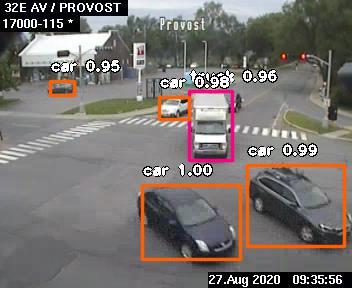 32E AV / PROVOST
17000-115 *
Provost
car 0.95
car 0.98
truck 0.96
car 0.99
car 1.00
27.Aug 2020 09:35:56